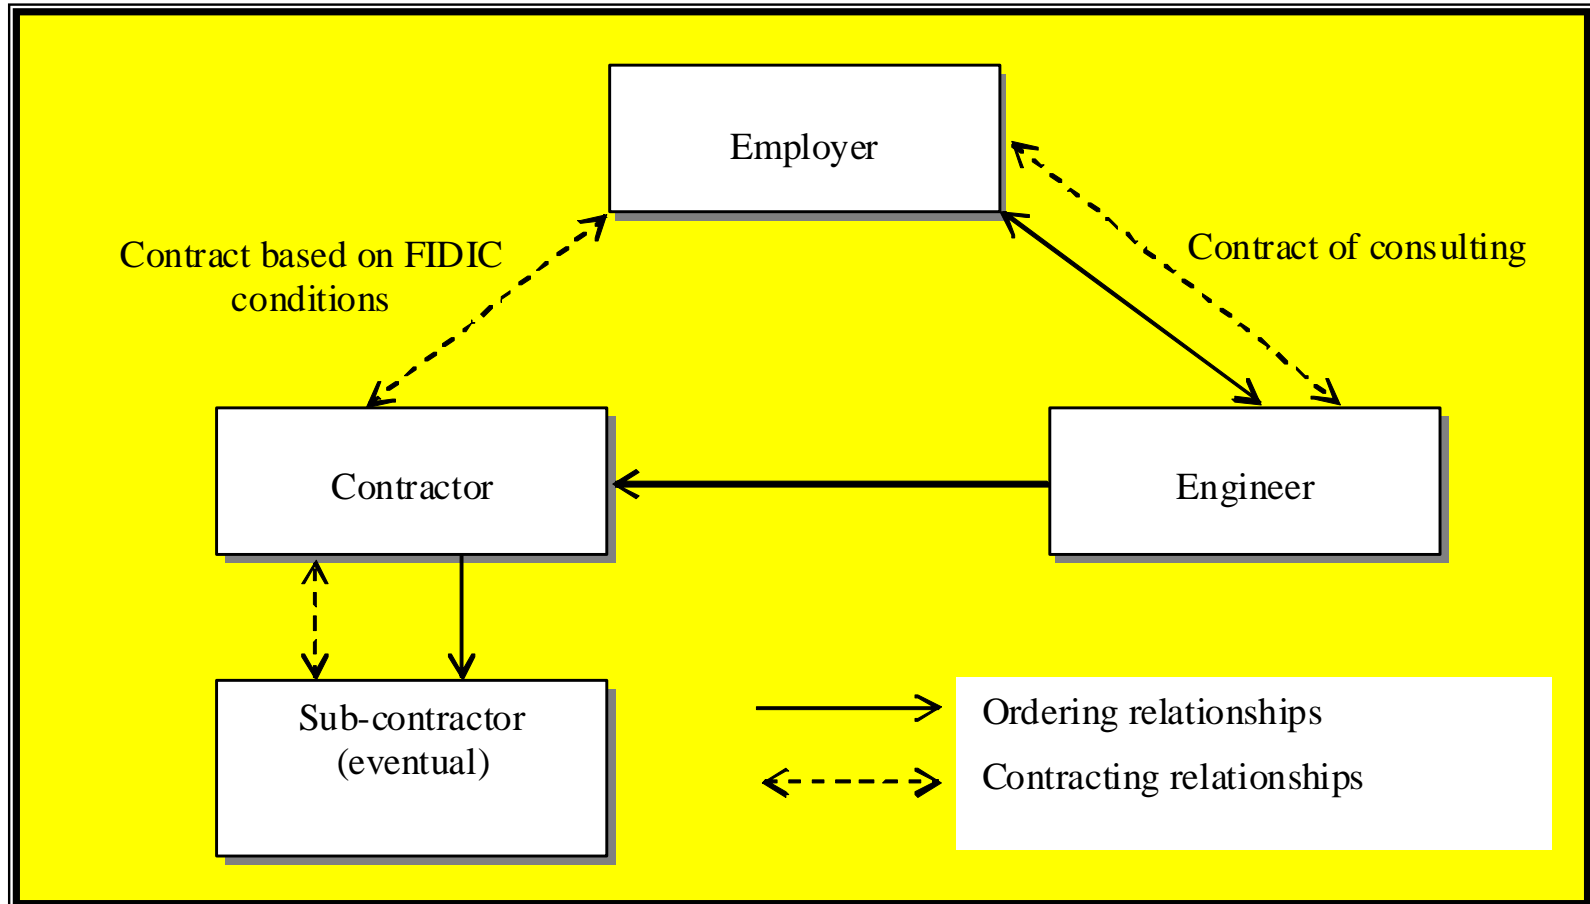 Employer
Contract based on FIDIC
conditions
Contract of consulting
Contractor
Engineer
Sub-contractor
(eventual)
Ordering relationships
Contracting relationships